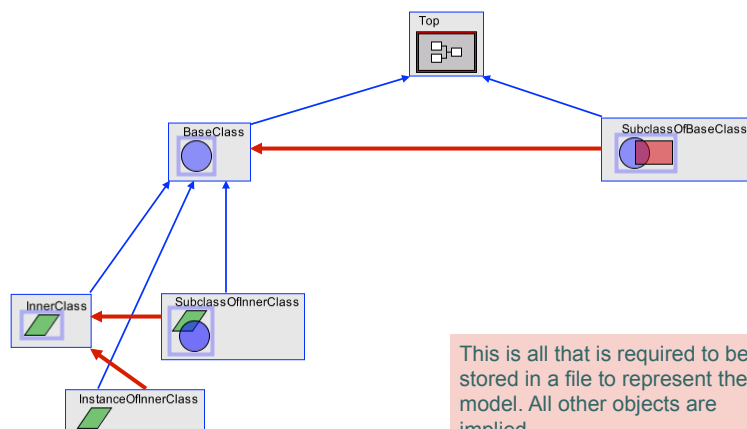 Top
BaseClass
SubclassOfBaseClass
InnerClass
SubclassOfInnerClass
InstanceOfInnerClass
This is all that is required to be
stored in a file to represent the
model. All other objects are
implied